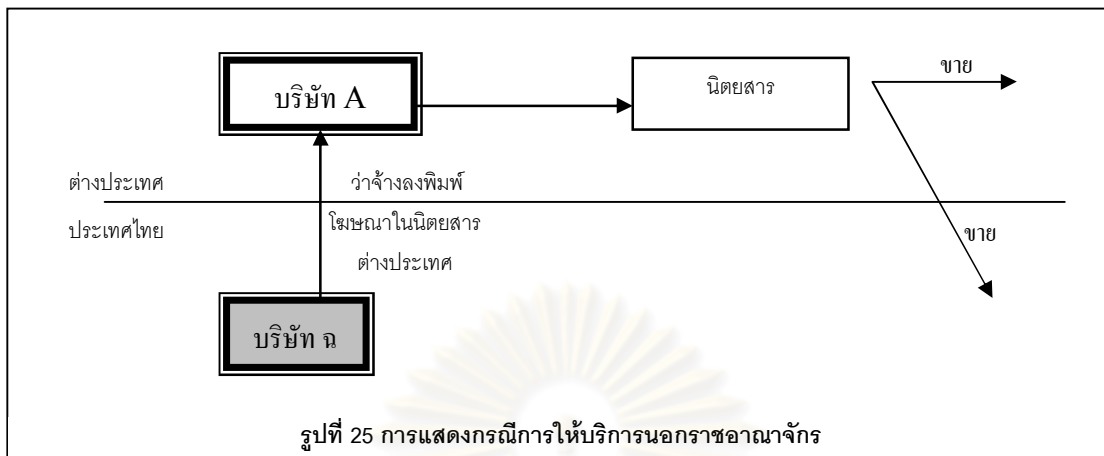 ขาย
บริษัท A
นิตยสาร
ต่างประเทศ
ว่าจ้างลงพิมพ์
ประเทศไทย
โฆษณาในนิตยสาร
ต่างประเทศ
ขาย
บริษัท ฉ
รูปที่ 25 การแสดงกรณีการให้บริการนอกราชอาณาจักร